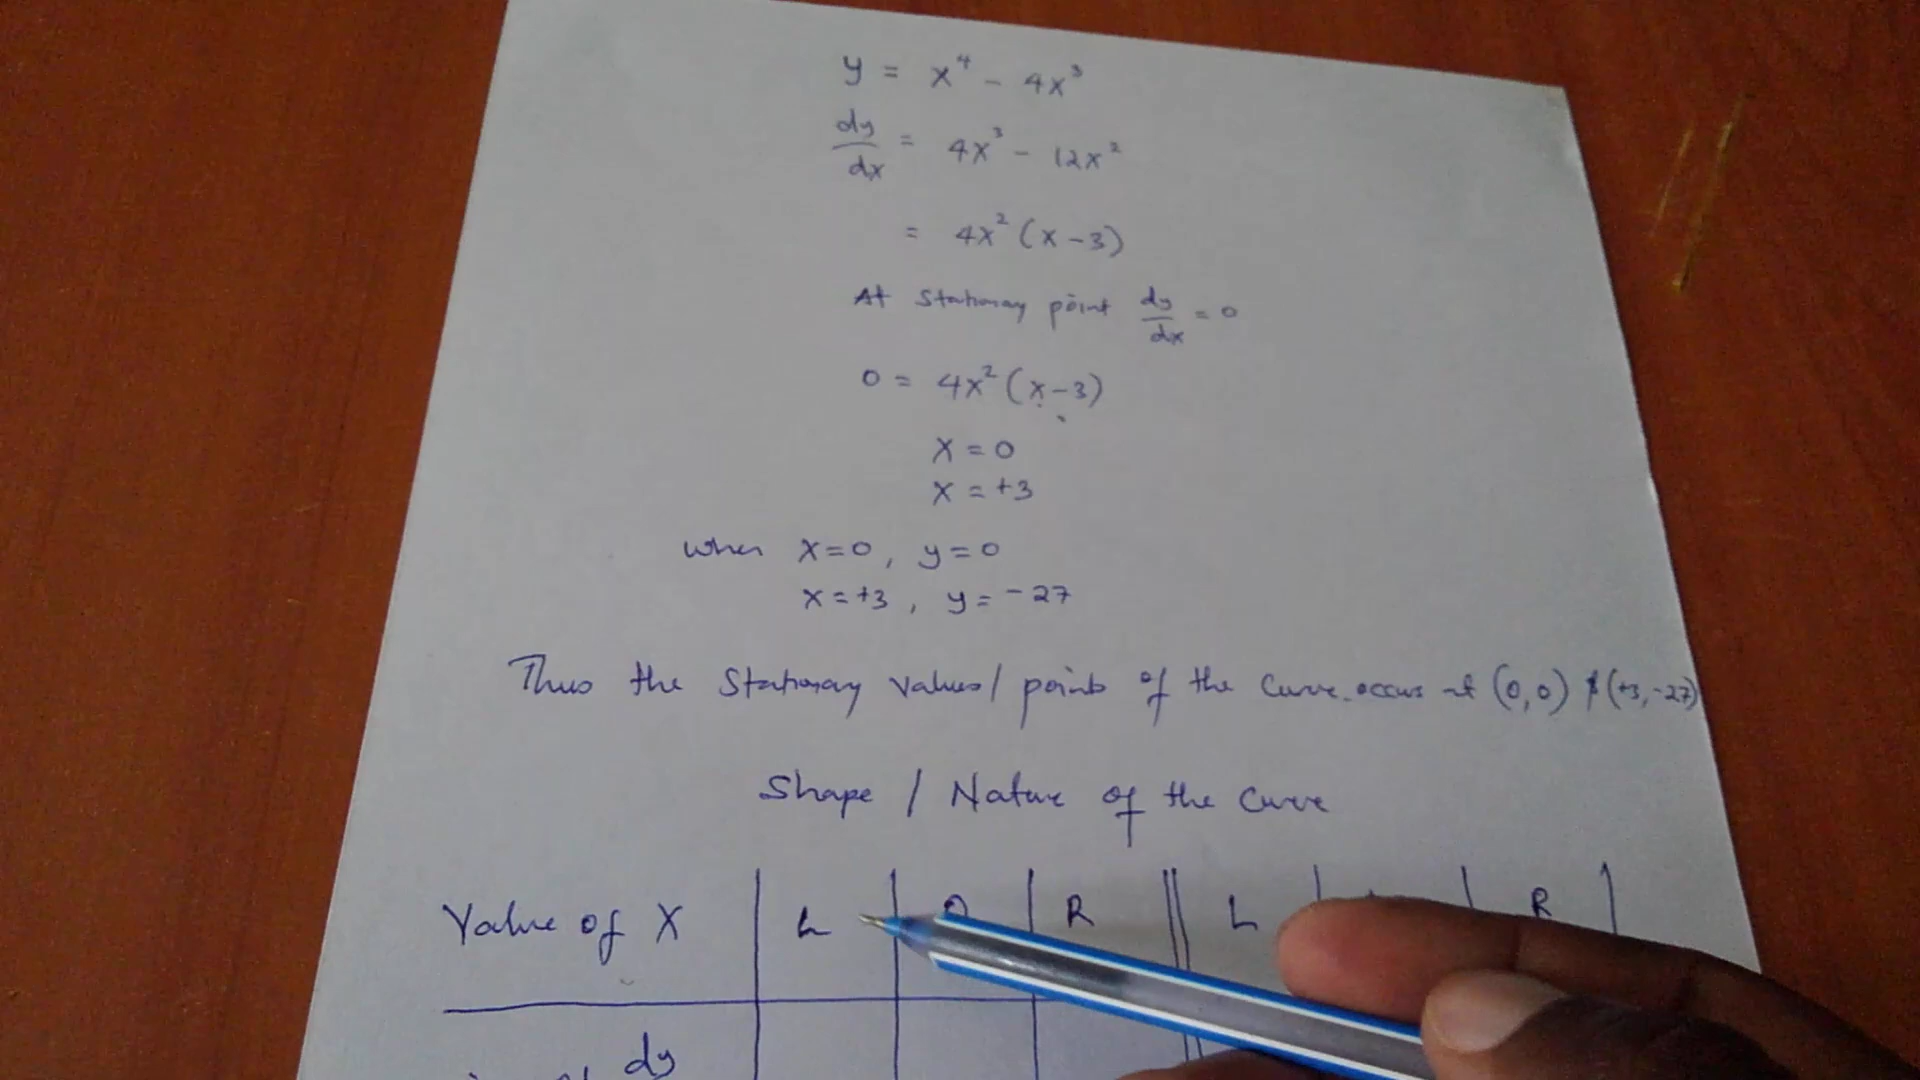 y = x⁴ - 4x³
dy/dx = 4x³ - 12x²
= 4x² (x-3)
At Stationary point dy/dx = 0
0 = 4x² (x-3)
x = 0
x = +3
When x=0, y=0
x=+3, y=-27
Thus the Stationary Values/ points of the Curve occurs at (0,0) & (+3,-27)
Shape / Nature of the Curve
Value of X | L | 0 | R || L | | R |
dy